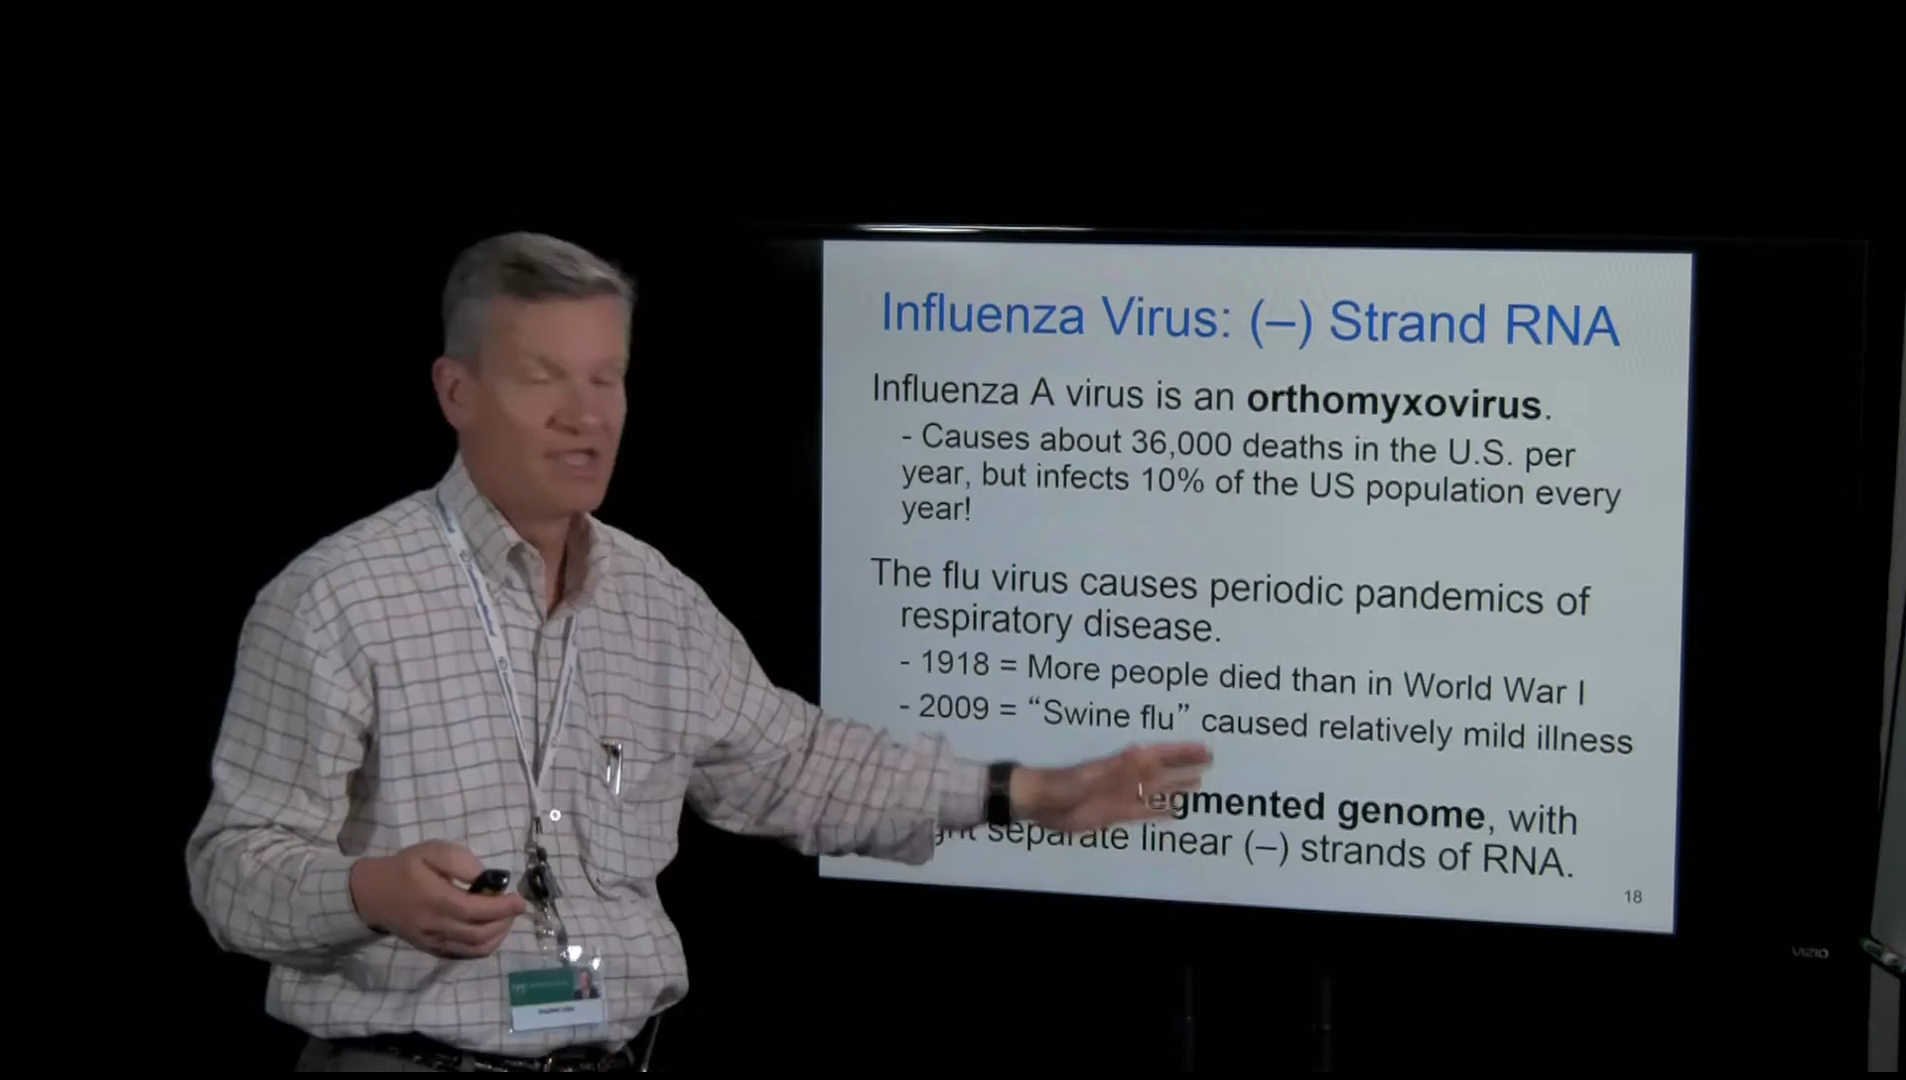 Influenza Virus: (–) Strand RNA
Influenza A virus is an orthomyxovirus.
- Causes about 36,000 deaths in the U.S. per
year, but infects 10% of the US population every
year!
The flu virus causes periodic pandemics of
respiratory disease.
- 1918 = More people died than in World War I
- 2009 = “Swine flu” caused relatively mild illness
egmented genome, with
separate linear (–) strands of RNA.
18
VIZIO